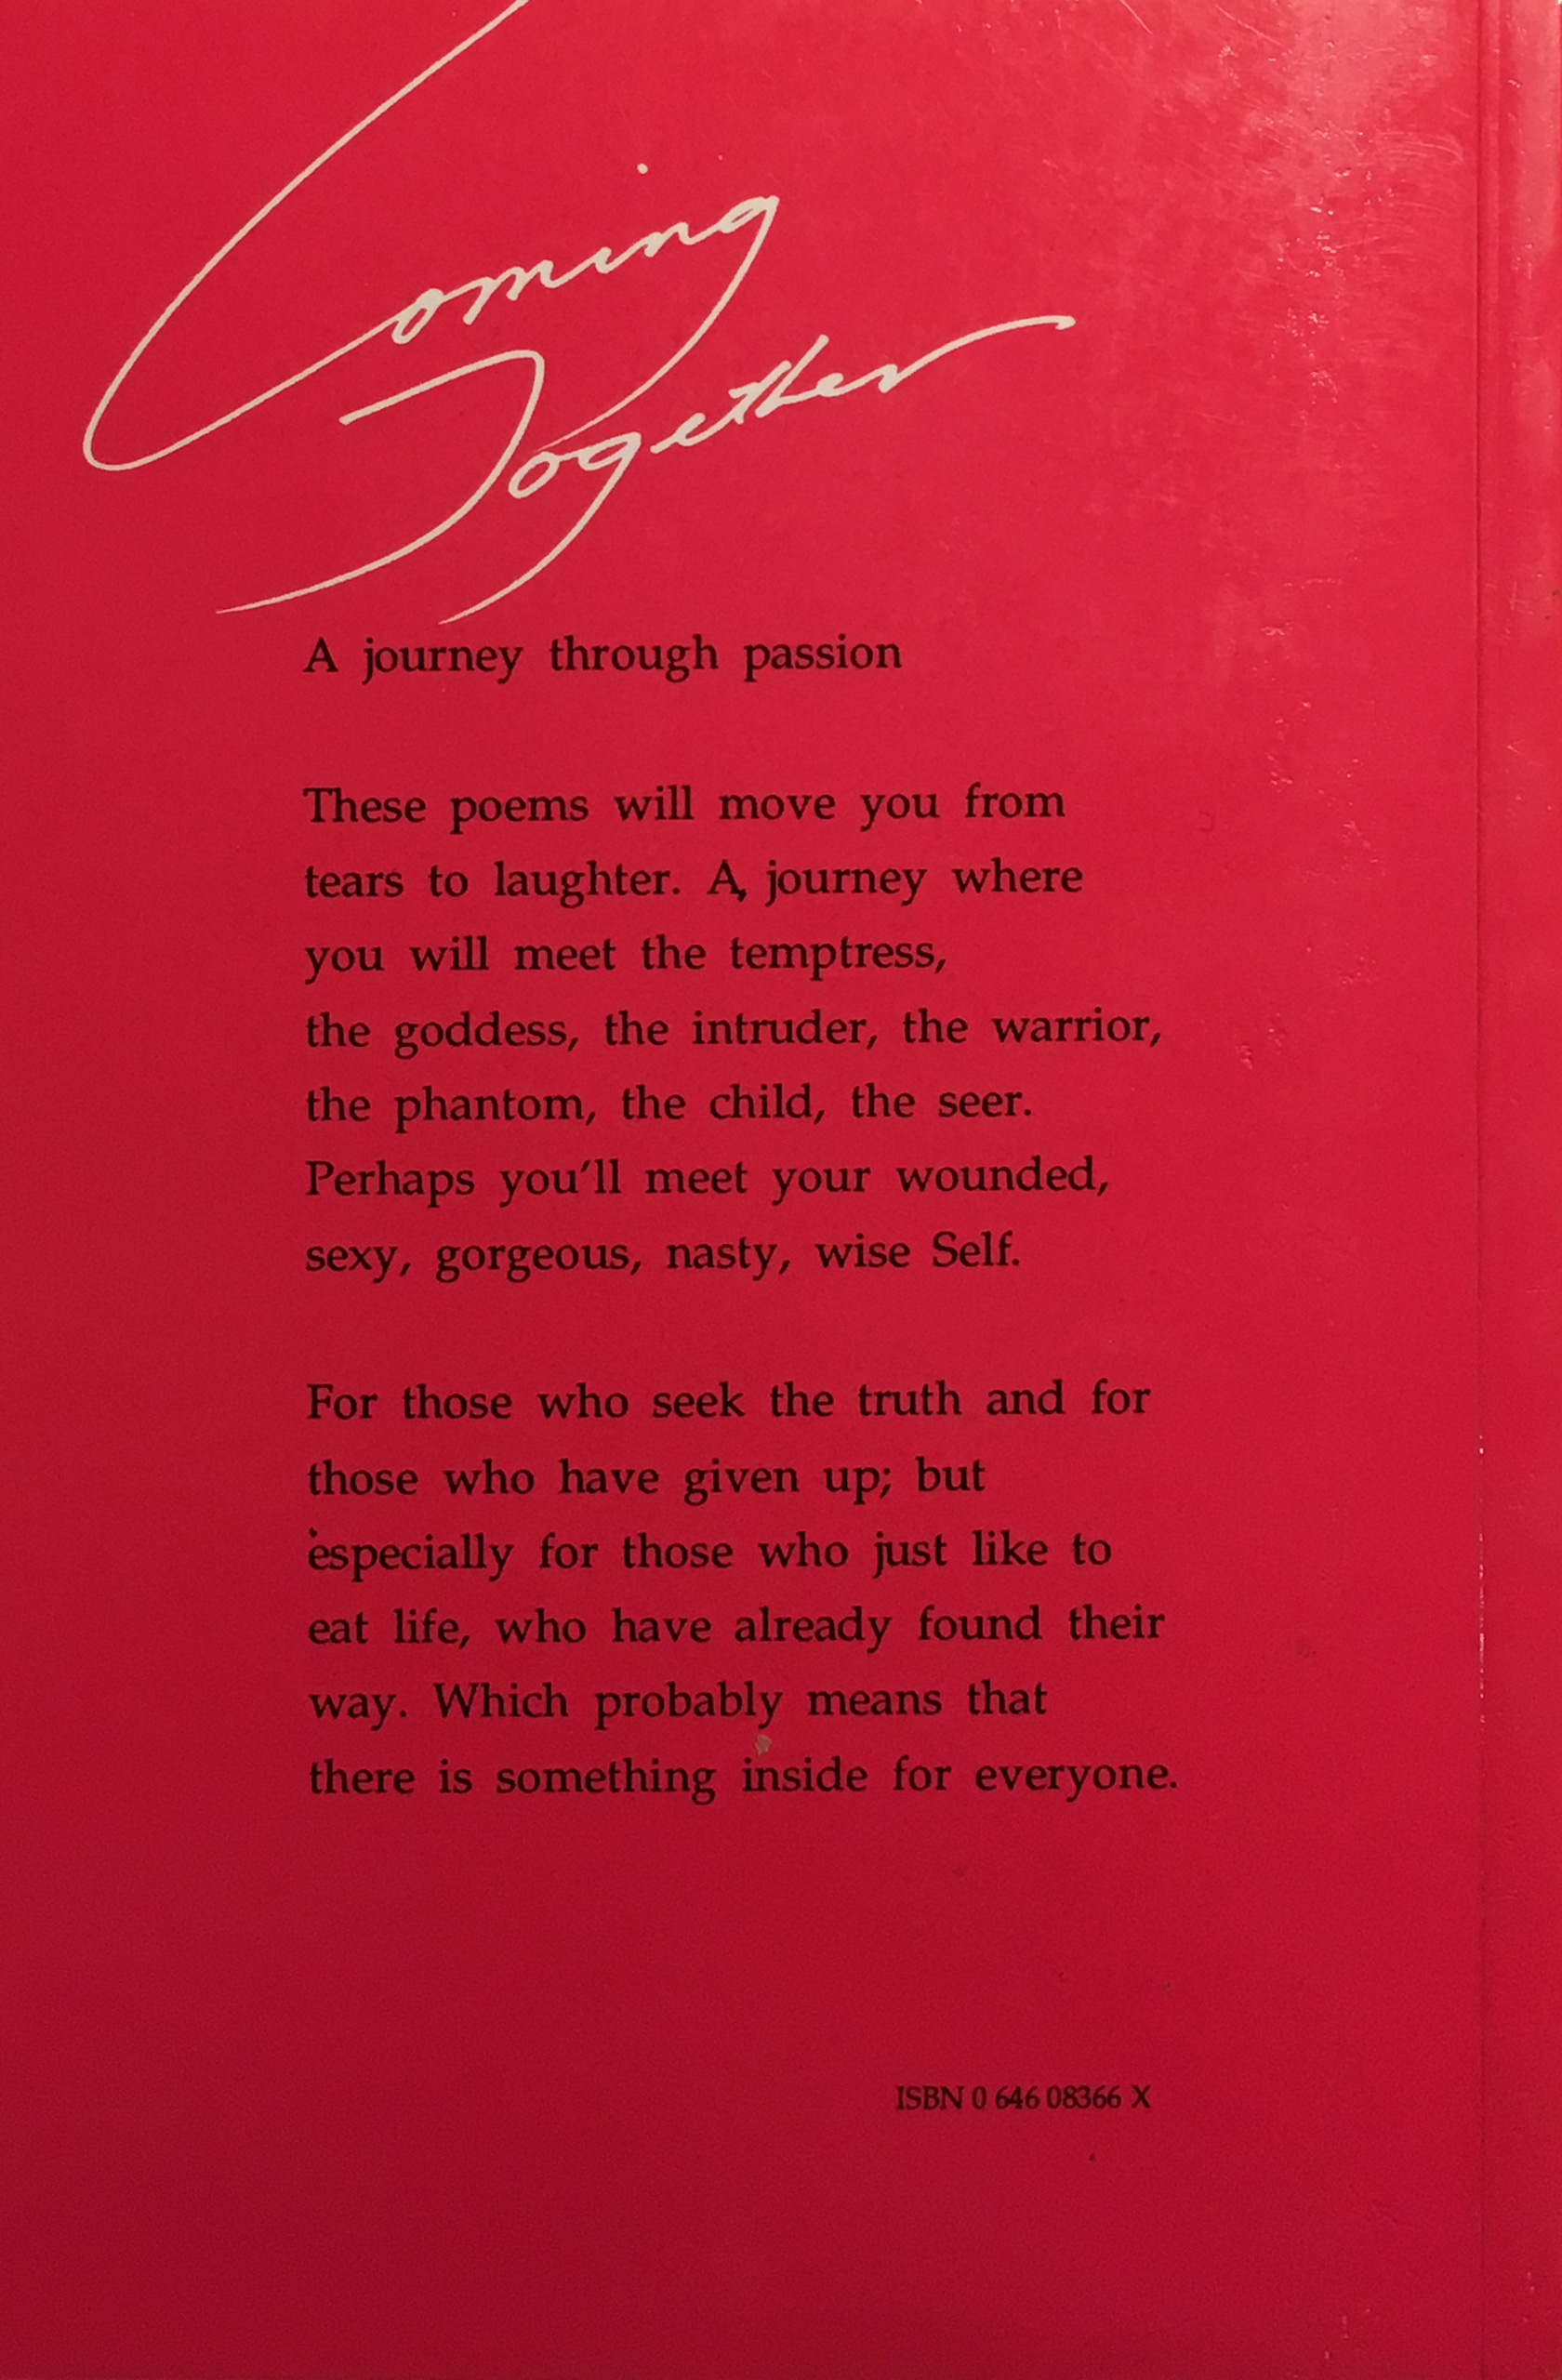 Coming
Together
A journey through passion
These poems will move you from
tears to laughter. A, journey where
you will meet the temptress,
the goddess, the intruder, the warrior,
the phantom, the child, the seer.
Perhaps you'll meet your wounded,
sexy, gorgeous, nasty, wise Self.
For those who seek the truth and for
those who have given up; but
especially for those who just like to
eat life, who have already found their
way. Which probably means that
there is something inside for everyone.
ISBN 0 646 08366 X